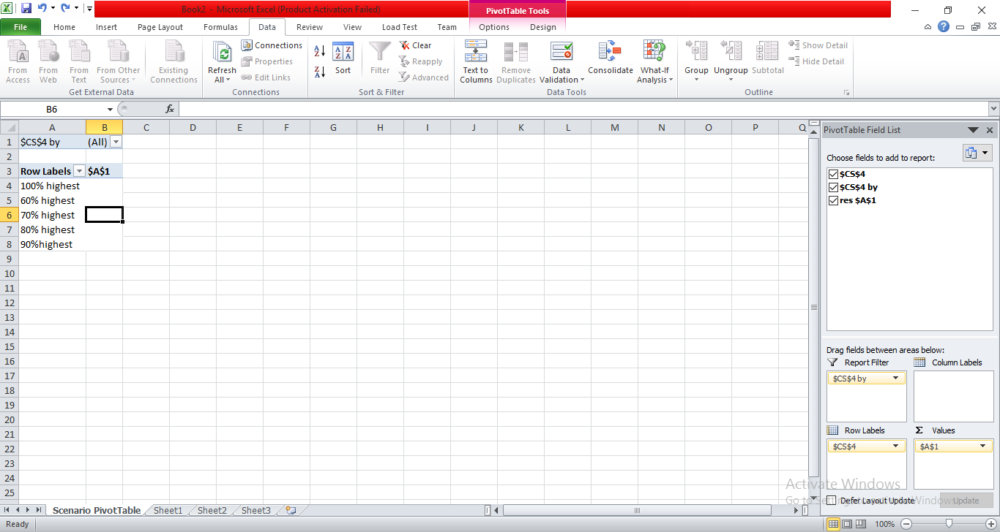 Book2 - Microsoft Excel (Product Activation Failed)
PivotTable Tools
File Home Insert Page Layout Formulas Data Review View Load Test Team Options Design
From Access
From Web
From Text
From Other Sources
Existing Connections
Get External Data
Refresh All
Connections
Properties
Edit Links
Connections
Sort
Filter
Clear
Reapply
Advanced
Sort & Filter
Text to Columns
Remove Duplicates
Data Validation
Consolidate
What-If Analysis
Data Tools
Group
Ungroup
Subtotal
Show Detail
Hide Detail
Outline
B6
fx
A B C D E F G H I J K L M N O P Q
1 $CS$4 by (All)
2
3 Row Labels $A$1
4 100% highest
5 60% highest
6 70% highest
7 80% highest
8 90%highest
9
10
11
12
13
14
15
16
17
18
19
20
21
22
23
24
25
PivotTable Field List
Choose fields to add to report:
$CS$4
$CS$4 by
res $A$1
Drag fields between areas below:
Report Filter
Column Labels
$CS$4 by
Row Labels
Σ Values
$CS$4
$A$1
Activate Windows
Defer Layout Update
Update
Scenario PivotTable Sheet1 Sheet2 Sheet3
Ready
100%